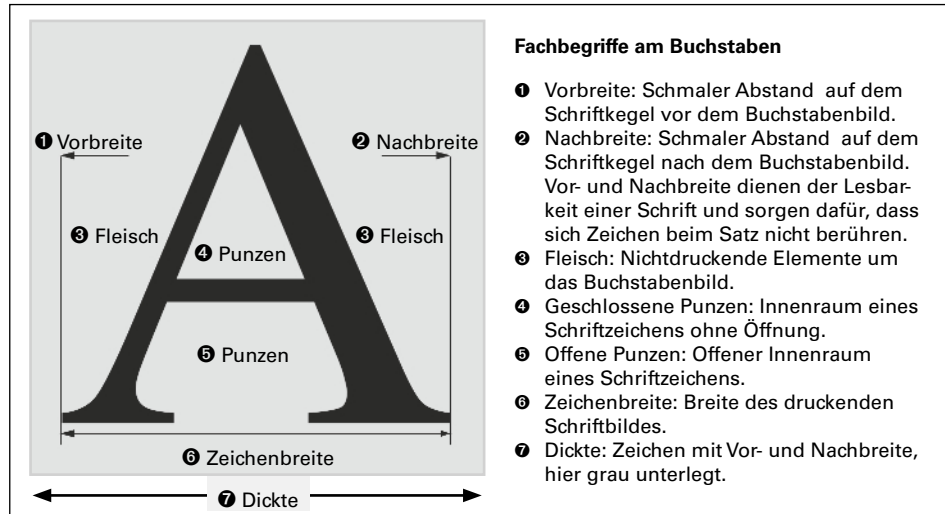 ❶ Vorbreite
❷ Nachbreite
❸ Fleisch
❸ Fleisch
❹ Punzen
❺ Punzen
❻ Zeichenbreite
❼ Dickte
Fachbegriffe am Buchstaben
❶ Vorbreite: Schmaler Abstand auf dem
Schriftkegel vor dem Buchstabenbild.
❷ Nachbreite: Schmaler Abstand auf dem
Schriftkegel nach dem Buchstabenbild.
Vor- und Nachbreite dienen der Lesbar-
keit einer Schrift und sorgen dafür, dass
sich Zeichen beim Satz nicht berühren.
❸ Fleisch: Nichtdruckende Elemente um
das Buchstabenbild.
❹ Geschlossene Punzen: Innenraum eines
Schriftzeichens ohne Öffnung.
❺ Offene Punzen: Offener Innenraum
eines Schriftzeichens.
❻ Zeichenbreite: Breite des druckenden
Schriftbildes.
❼ Dickte: Zeichen mit Vor- und Nachbreite,
hier grau unterlegt.
A